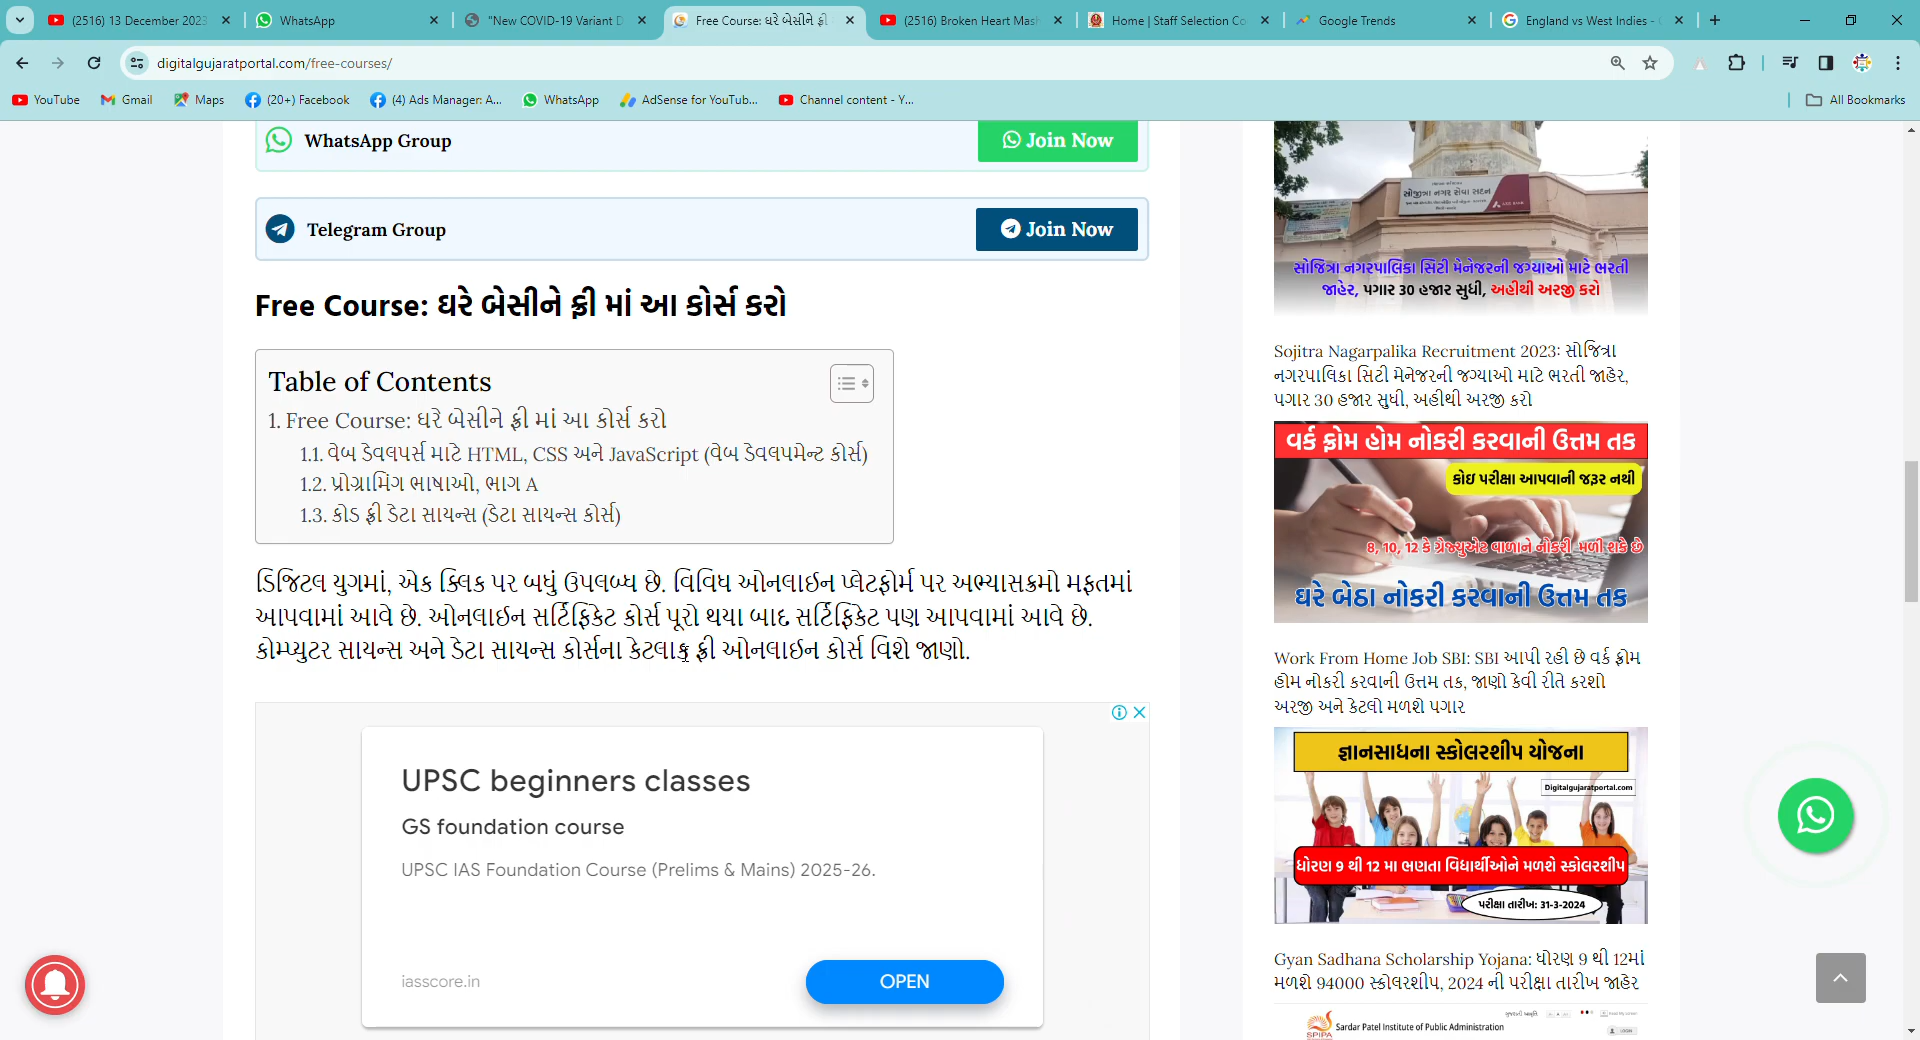 (2516) 13 December 2023
WhatsApp
"New COVID-19 Variant D
Free Course: ઘરે બેસીને ફ્રી
(2516) Broken Heart Mash
Home | Staff Selection Co
Google Trends
England vs West Indies -
digitalgujaratportal.com/free-courses/
YouTube
Gmail
Maps
(20+) Facebook
(4) Ads Manager: A...
WhatsApp
AdSense for YouTub...
Channel content - Y...
All Bookmarks
WhatsApp Group
Join Now
Telegram Group
Join Now
Free Course: ઘરે બેસીને ફ્રી માં આ કોર્સ કરો
Table of Contents
1. Free Course: ઘરે બેસીને ફ્રી માં આ કોર્સ કરો
1.1. વેબ ડેવલપર્સ માટે HTML, CSS અને JavaScript (વેબ ડેવલપમેન્ટ કોર્સ)
1.2. પ્રોગ્રામિંગ ભાષાઓ, ભાગ A
1.3. કોડ ફ્રી ડેટા સાયન્સ (ડેટા સાયન્સ કોર્સ)
ડિજિટલ યુગમાં, એક ક્લિક પર બધું ઉપલબ્ધ છે. વિવિધ ઓનલાઈન પ્લેટફોર્મ પર અભ્યાસક્રમો મફતમાં
આપવામાં આવે છે. ઓનલાઈન સર્ટિફિકેટ કોર્સ પૂરો થયા બાદ સર્ટિફિકેટ પણ આપવામાં આવે છે.
કોમ્પ્યુટર સાયન્સ અને ડેટા સાયન્સ કોર્સના કેટલાક ફ્રી ઓનલાઈન કોર્સ વિશે જાણો.
UPSC beginners classes
GS foundation course
UPSC IAS Foundation Course (Prelims & Mains) 2025-26.
iasscore.in
OPEN
સોજિત્રા નગર સેવા સદન
AXIS BANK
સોજિત્રા નગરપાલિકા સિટી મેનેજરની જગ્યાઓ માટે ભરતી
જાહેર, પગાર 30 હજાર સુધી, અહીથી અરજી કરો
Sojitra Nagarpalika Recruitment 2023: સોજિત્રા
નગરપાલિકા સિટી મેનેજરની જગ્યાઓ માટે ભરતી જાહેર,
પગાર 30 હજાર સુધી, અહીથી અરજી કરો
વર્ક ફ્રોમ હોમ નોકરી કરવાની ઉત્તમ તક
કોઇ પરીક્ષા આપવાની જરૂર નથી
8, 10, 12 કે ગ્રેજ્યુએટ વાળાને નોકરી મળી શકે છે
ઘરે બેઠા નોકરી કરવાની ઉત્તમ તક
Work From Home Job SBI: SBI આપી રહી છે વર્ક ફ્રોમ
હોમ નોકરી કરવાની ઉત્તમ તક, જાણો કેવી રીતે કરશો
અરજી અને કેટલો મળશે પગાર
જ્ઞાનસાધના સ્કોલરશીપ યોજના
Digitalgujaratportal.com
ધોરણ 9 થી 12 મા ભણતા વિદ્યાર્થીઓને મળશે સ્કોલરશીપ
પરીક્ષા તારીખ: 31-3-2024
Gyan Sadhana Scholarship Yojana: ધોરણ 9 થી 12માં
મળશે 94000 સ્કોલરશીપ, 2024 ની પરીક્ષા તારીખ જાહેર
SPIPA
Sardar Patel Institute of Public Administration
LOGIN